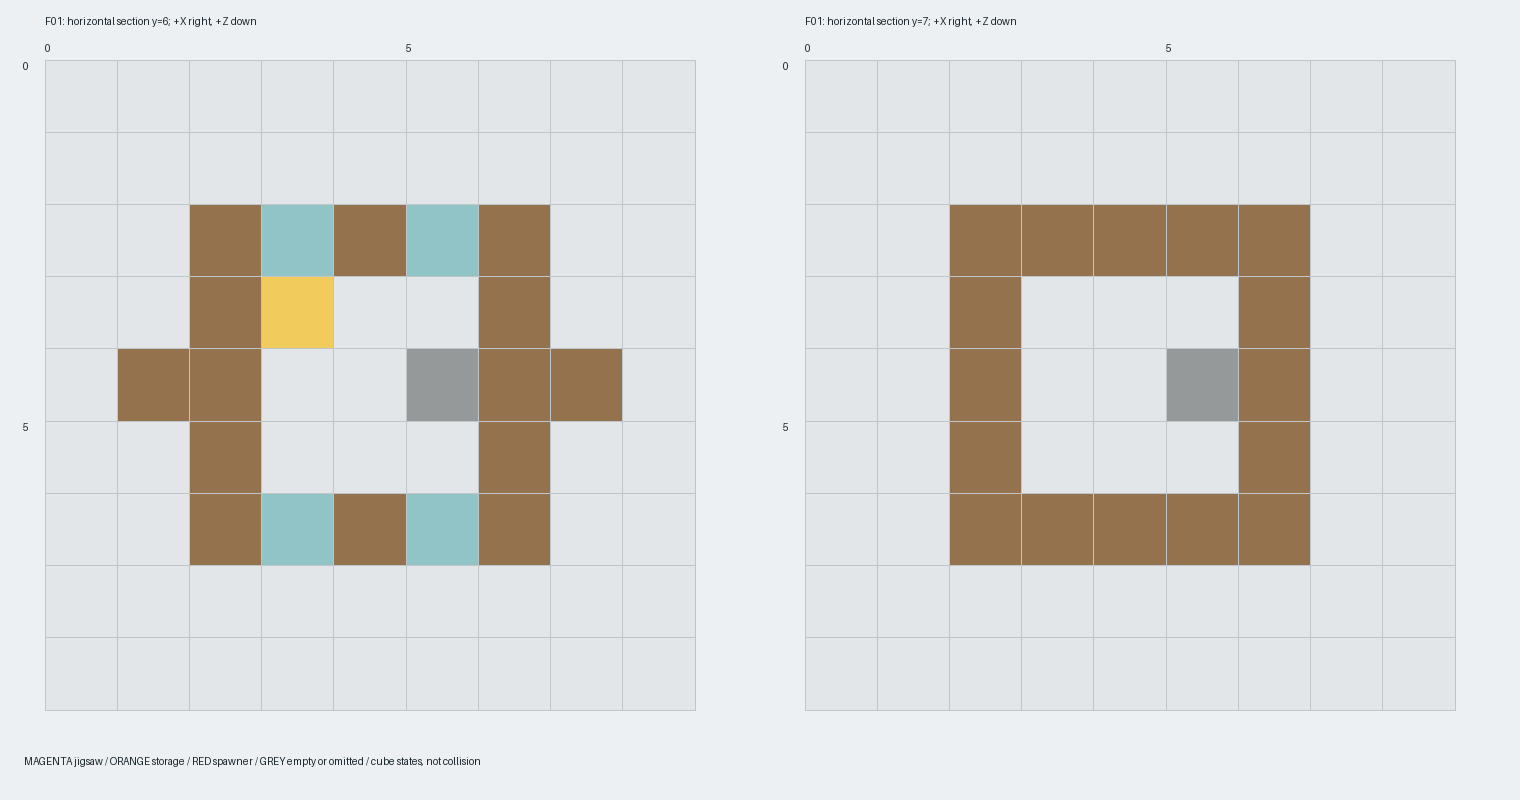 F01: horizontal section y=6; +X right, +Z down
F01: horizontal section y=7; +X right, +Z down
0 5
0 5
0
0
5
5
MAGENTA jigsaw / ORANGE storage / RED spawner / GREY empty or omitted / cube states, not collision